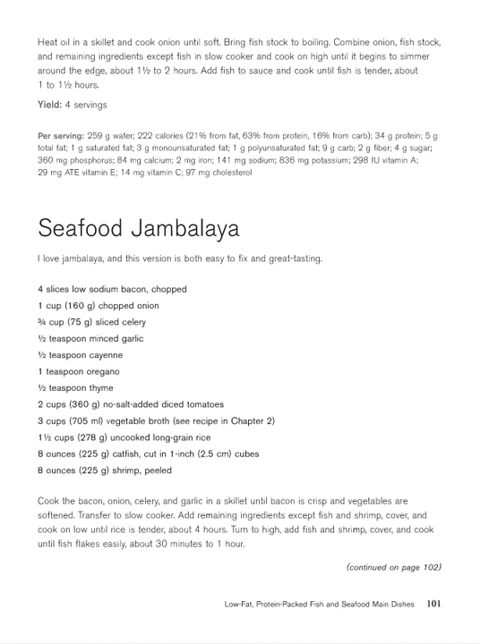 Heat oil in a skillet and cook onion until soft. Bring fish stock to boiling. Combine onion, fish stock,
and remaining ingredients except fish in slow cooker and cook on high until it begins to simmer
around the edge, about 1½ to 2 hours. Add fish to sauce and cook until fish is tender, about
1 to 1½ hours.
Yield: 4 servings
Per serving: 259 g water; 222 calories (21% from fat, 63% from protein, 16% from carb); 34 g protein; 5 g
total fat; 1 g saturated fat; 3 g monounsaturated fat; 1 g polyunsaturated fat; 9 g carb; 2 g fiber; 4 g sugar;
360 mg phosphorus; 84 mg calcium; 2 mg iron; 141 mg sodium; 836 mg potassium; 298 IU vitamin A;
29 mg ATE vitamin E; 14 mg vitamin C; 97 mg cholesterol
Seafood Jambalaya
I love jambalaya, and this version is both easy to fix and great-tasting.
4 slices low sodium bacon, chopped
1 cup (160 g) chopped onion
¾ cup (75 g) sliced celery
½ teaspoon minced garlic
½ teaspoon cayenne
1 teaspoon oregano
½ teaspoon thyme
2 cups (360 g) no-salt-added diced tomatoes
3 cups (705 ml) vegetable broth (see recipe in Chapter 2)
1½ cups (278 g) uncooked long-grain rice
8 ounces (225 g) catfish, cut in 1-inch (2.5 cm) cubes
8 ounces (225 g) shrimp, peeled
Cook the bacon, onion, celery, and garlic in a skillet until bacon is crisp and vegetables are
softened. Transfer to slow cooker. Add remaining ingredients except fish and shrimp, cover, and
cook on low until rice is tender, about 4 hours. Turn to high, add fish and shrimp, cover, and cook
until fish flakes easily, about 30 minutes to 1 hour.
(continued on page 102)
Low-Fat, Protein-Packed Fish and Seafood Main Dishes 101